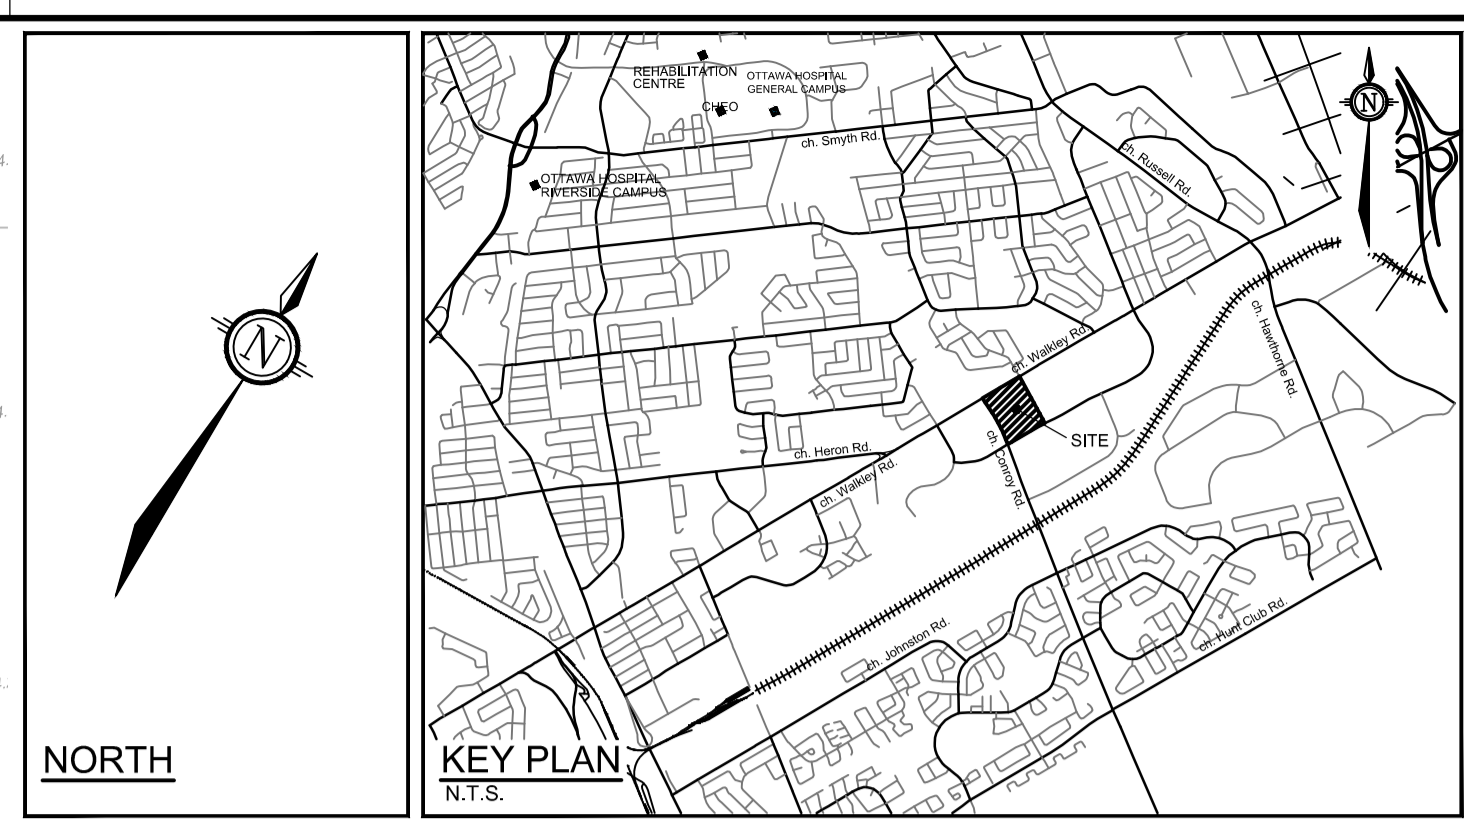 N
NORTH
REHABILITATION
CENTRE
OTTAWA HOSPITAL
GENERAL CAMPUS
CHEO
ch. Smyth Rd.
N
ch. Russell Rd.
OTTAWA HOSPITAL
RIVERSIDE CAMPUS
ch. Walkley Rd.
ch. Hawthorne Rd.
SITE
ch. Conroy Rd.
ch. Heron Rd.
ch. Walkley Rd.
ch. Johnston Rd.
ch. Hunt Club Rd.
KEY PLAN
N.T.S.